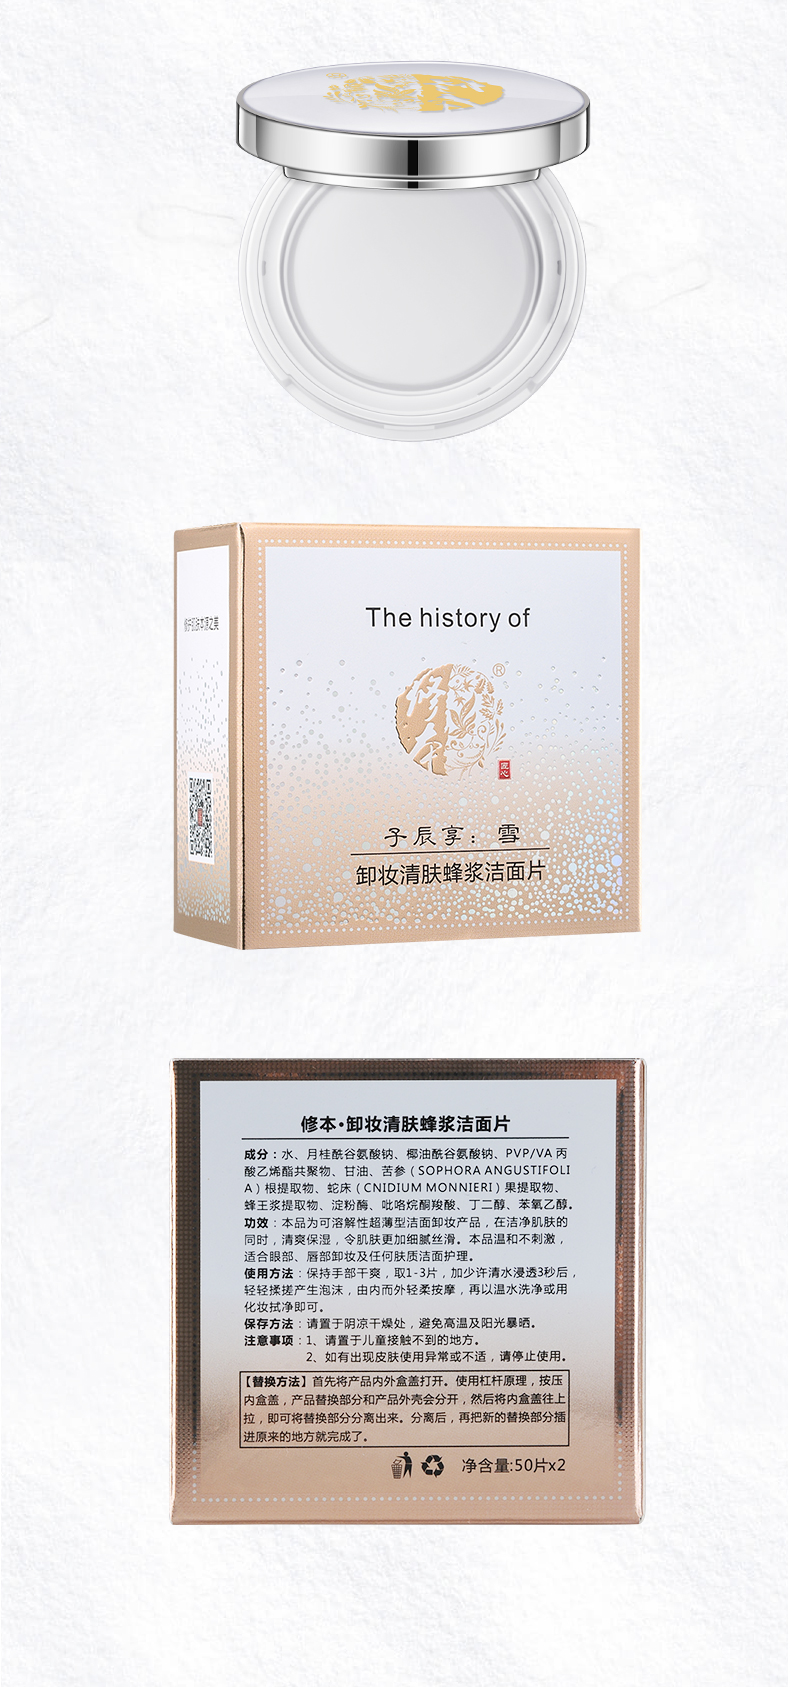 The history of
®
匠心
子辰享：雪
卸妆清肤蜂浆洁面片
修本·卸妆清肤蜂浆洁面片
成分：水、月桂酰谷氨酸钠、椰油酰谷氨酸钠、PVP/VA 丙
酸乙烯酯共聚物、甘油、苦参（SOPHORA ANGUSTIFOLI
A）根提取物、蛇床（CNIDIUM MONNIERI）果提取物、
蜂王浆提取物、淀粉酶、吡咯烷酮羧酸、丁二醇、苯氧乙醇。
功效：本品为可溶解性超薄型洁面卸妆产品，在洁净肌肤的
同时，清爽保湿，令肌肤更加细腻丝滑。本品温和不刺激，
适合眼部、唇部卸妆及任何肤质洁面护理。
使用方法：保持手部干爽，取1-3片，加少许清水浸透3秒后，
轻轻揉搓产生泡沫，由内而外轻柔按摩，再以温水洗净或用
化妆拭净即可。
保存方法：请置于阴凉干燥处，避免高温及阳光暴晒。
注意事项：1、请置于儿童接触不到的地方。
2、如有出现皮肤使用异常或不适，请停止使用。
【替换方法】首先将产品内外盒盖打开。使用杠杆原理，按压
内盒盖，产品替换部分和产品外壳会分开，然后将内盒盖往上
拉，即可将替换部分分离出来。分离后，再把新的替换部分插
进原来的地方就完成了。
净含量:50片x2